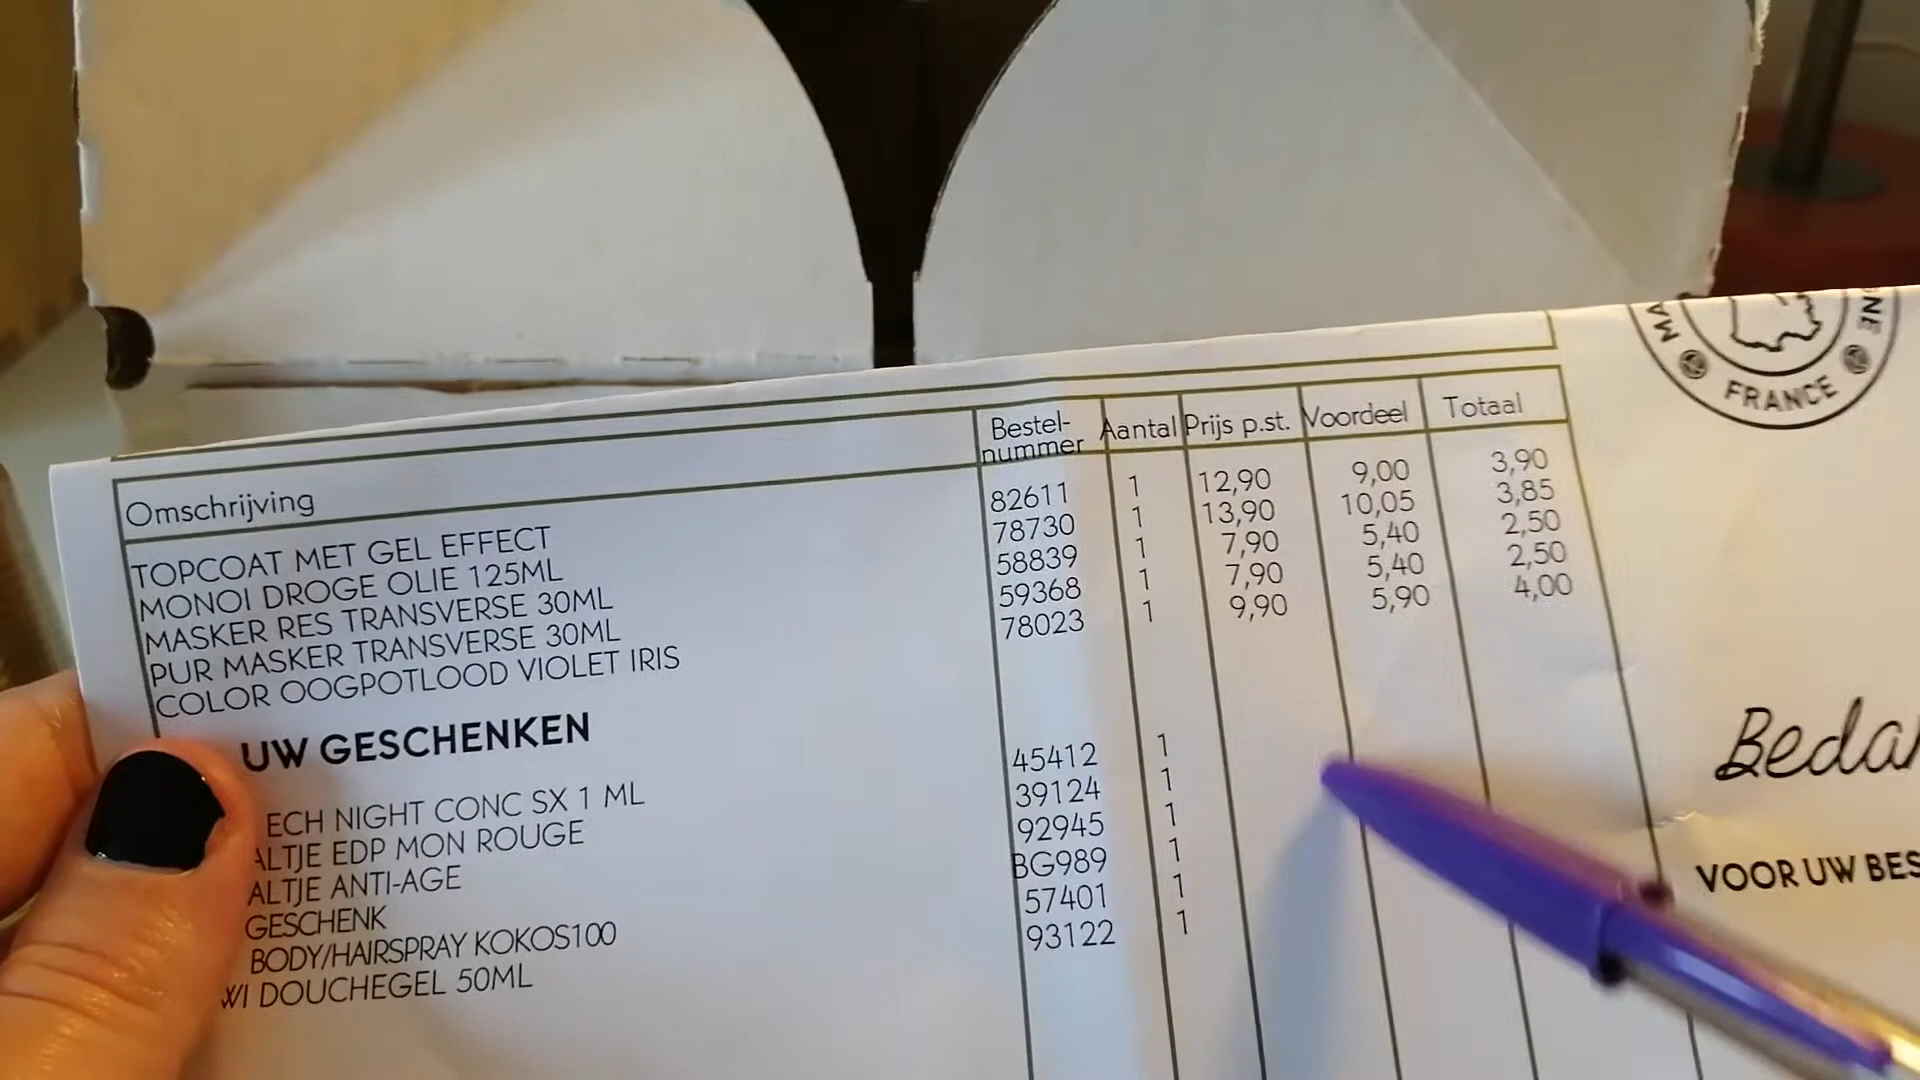 MA NE
FRANCE
Omschrijving Bestel-nummer Aantal Prijs p.st. Voordeel Totaal
TOPCOAT MET GEL EFFECT 82611 1 12,90 9,00 3,90
MONOI DROGE OLIE 125ML 78730 1 13,90 10,05 3,85
MASKER RES TRANSVERSE 30ML 58839 1 7,90 5,40 2,50
PUR MASKER TRANSVERSE 30ML 59368 1 7,90 5,40 2,50
COLOR OOGPOTLOOD VIOLET IRIS 78023 1 9,90 5,90 4,00
UW GESCHENKEN
ECH NIGHT CONC SX 1 ML 45412 1
ALTJE EDP MON ROUGE 39124 1
ALTJE ANTI-AGE 92945 1
GESCHENK BG989 1
BODY/HAIRSPRAY KOKOS100 57401 1
WI DOUCHEGEL 50ML 93122 1
Bedan
VOOR UW BES